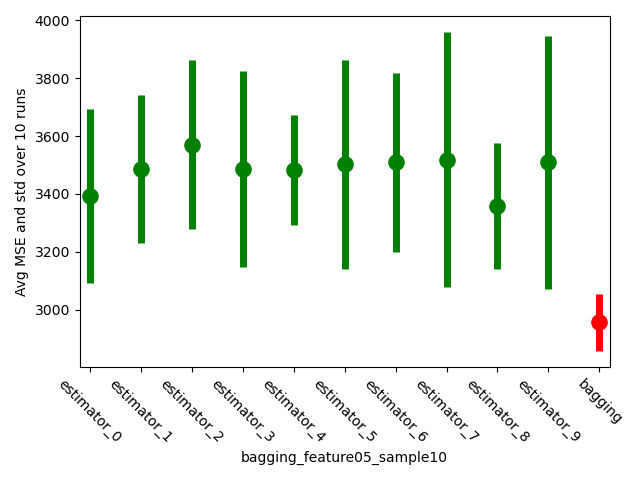 Avg MSE and std over 10 runs
4000
3800
3600
3400
3200
3000
estimator_0
estimator_1
estimator_2
estimator_3
estimator_4
estimator_5
estimator_6
estimator_7
estimator_8
estimator_9
bagging
bagging_feature05_sample10